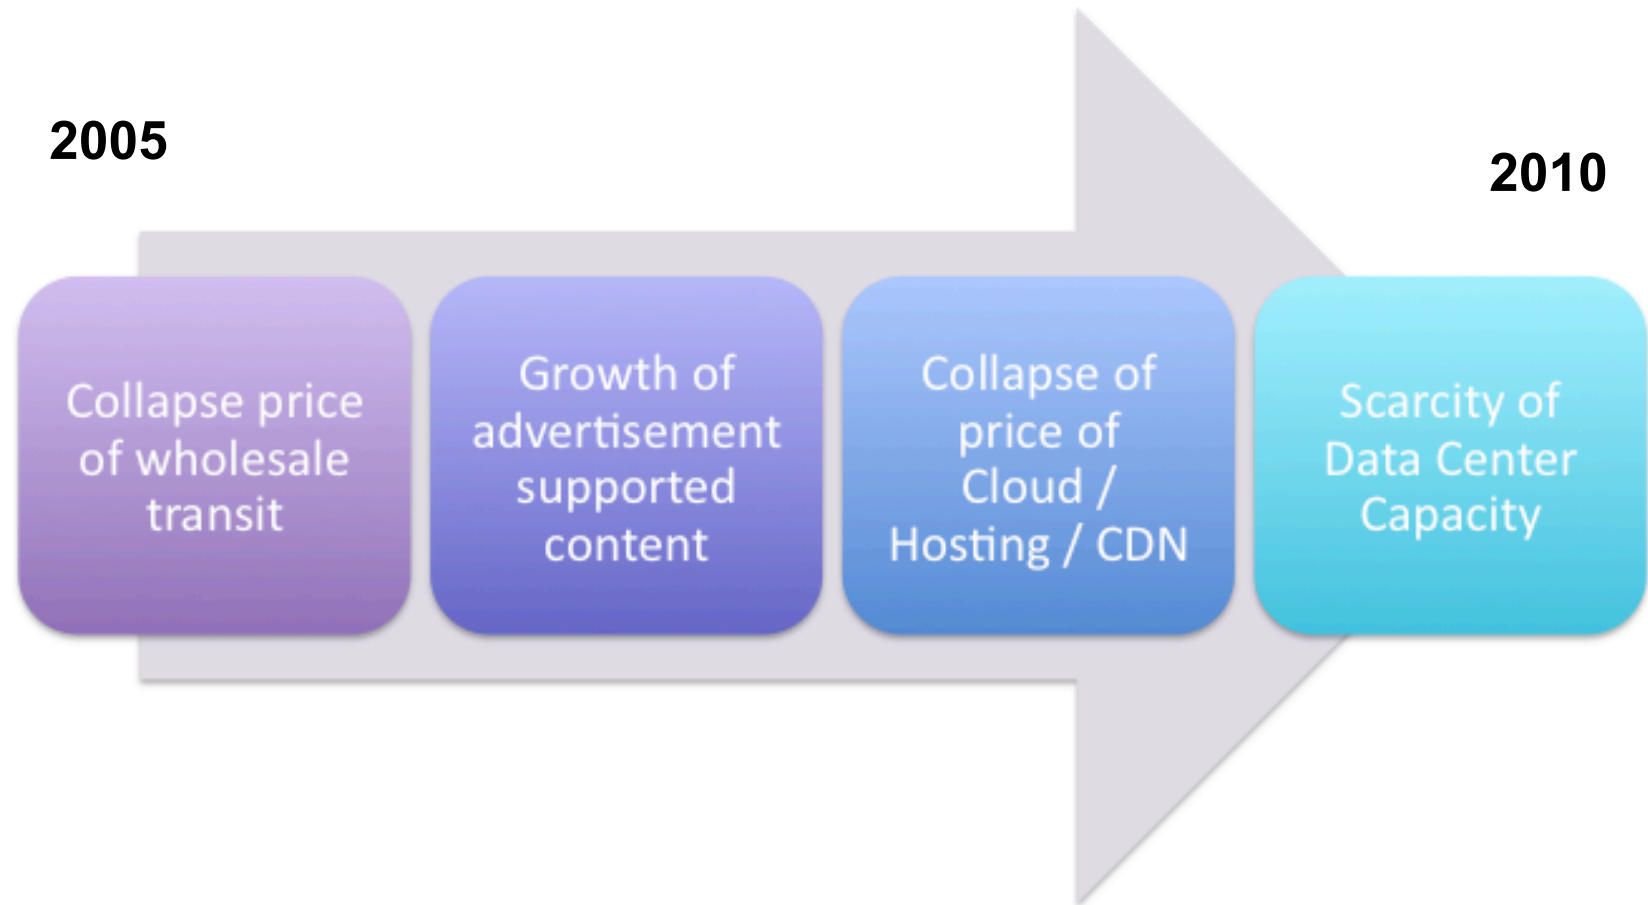 2005
2010
Collapse price
of wholesale
transit
Growth of
advertisement
supported
content
Collapse of
price of
Cloud /
Hosting / CDN
Scarcity of
Data Center
Capacity